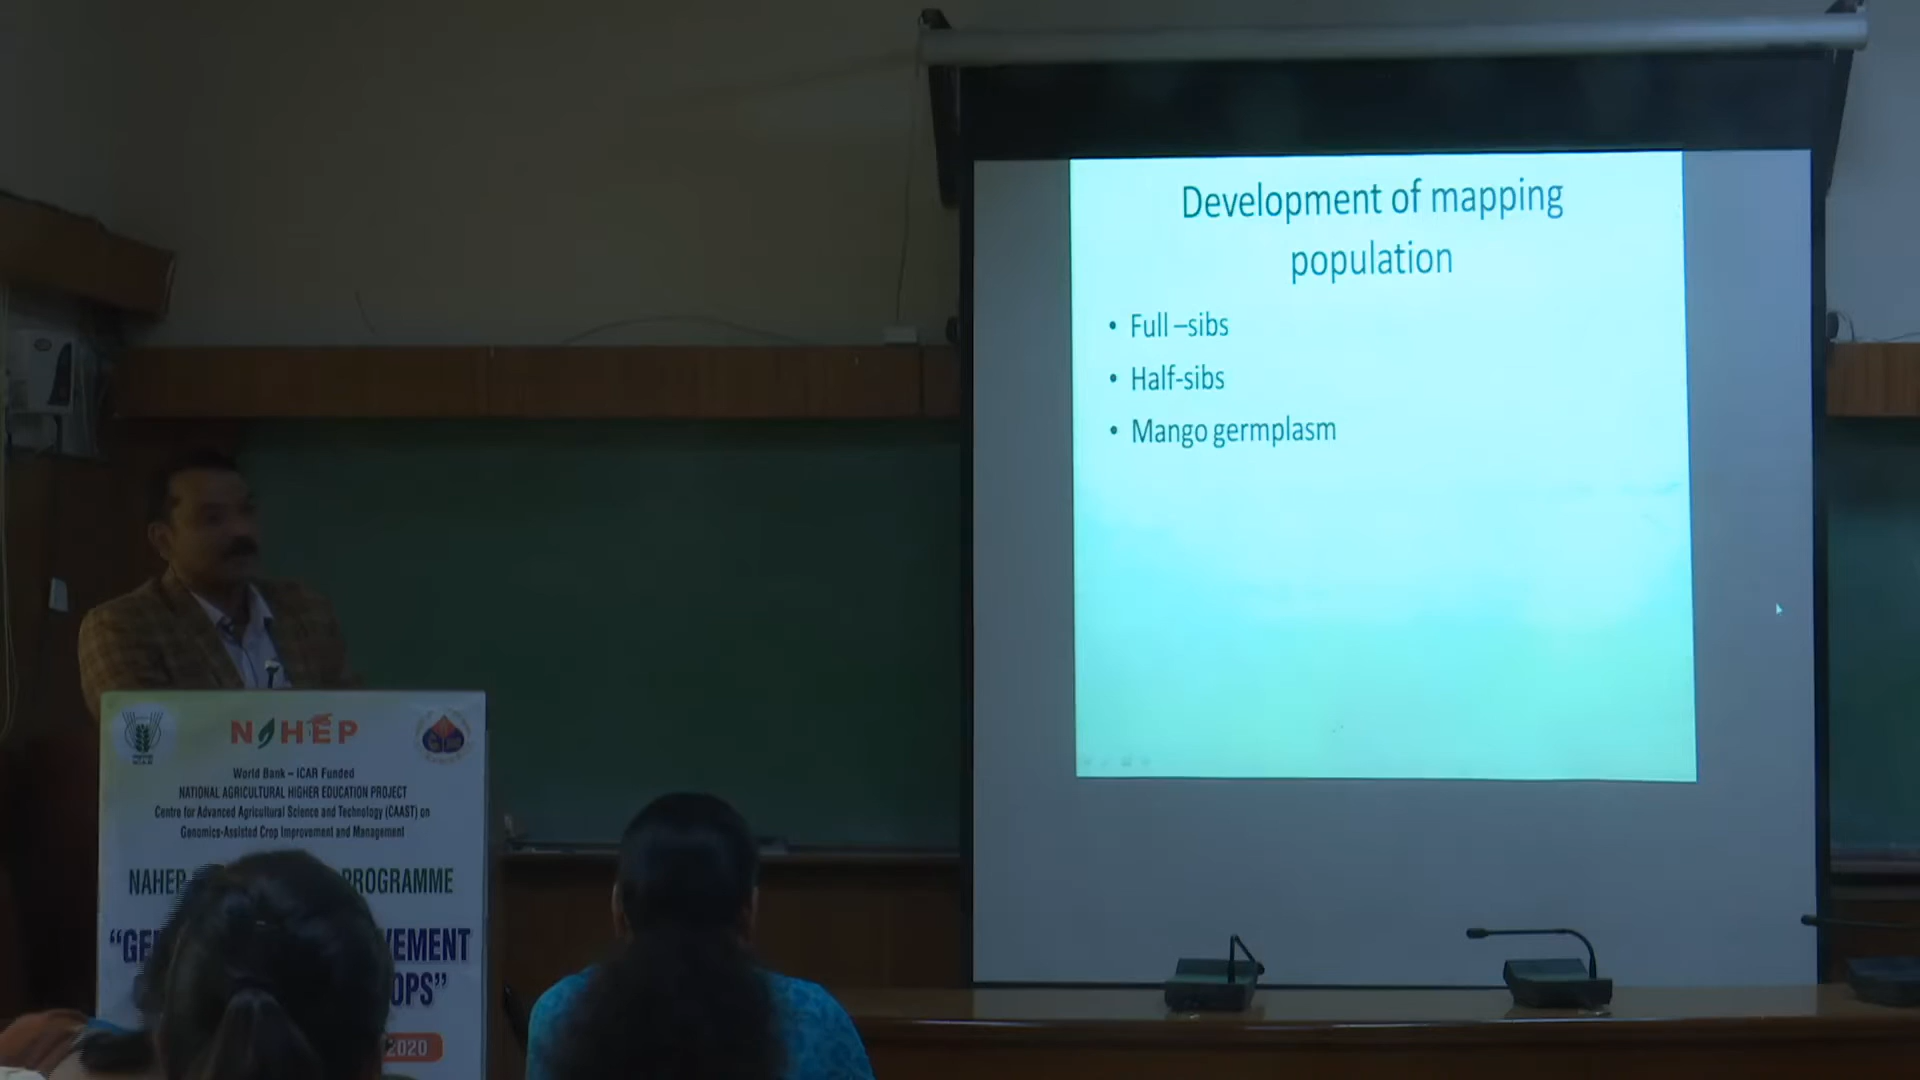 Development of mapping
population
• Full –sibs
• Half-sibs
• Mango germplasm
NAHEP
World Bank – ICAR Funded
NATIONAL AGRICULTURAL HIGHER EDUCATION PROJECT
Centre for Advanced Agricultural Science and Technology (CAAST) on
Genomics-Assisted Crop Improvement and Management
NAHEP PROGRAMME
2020